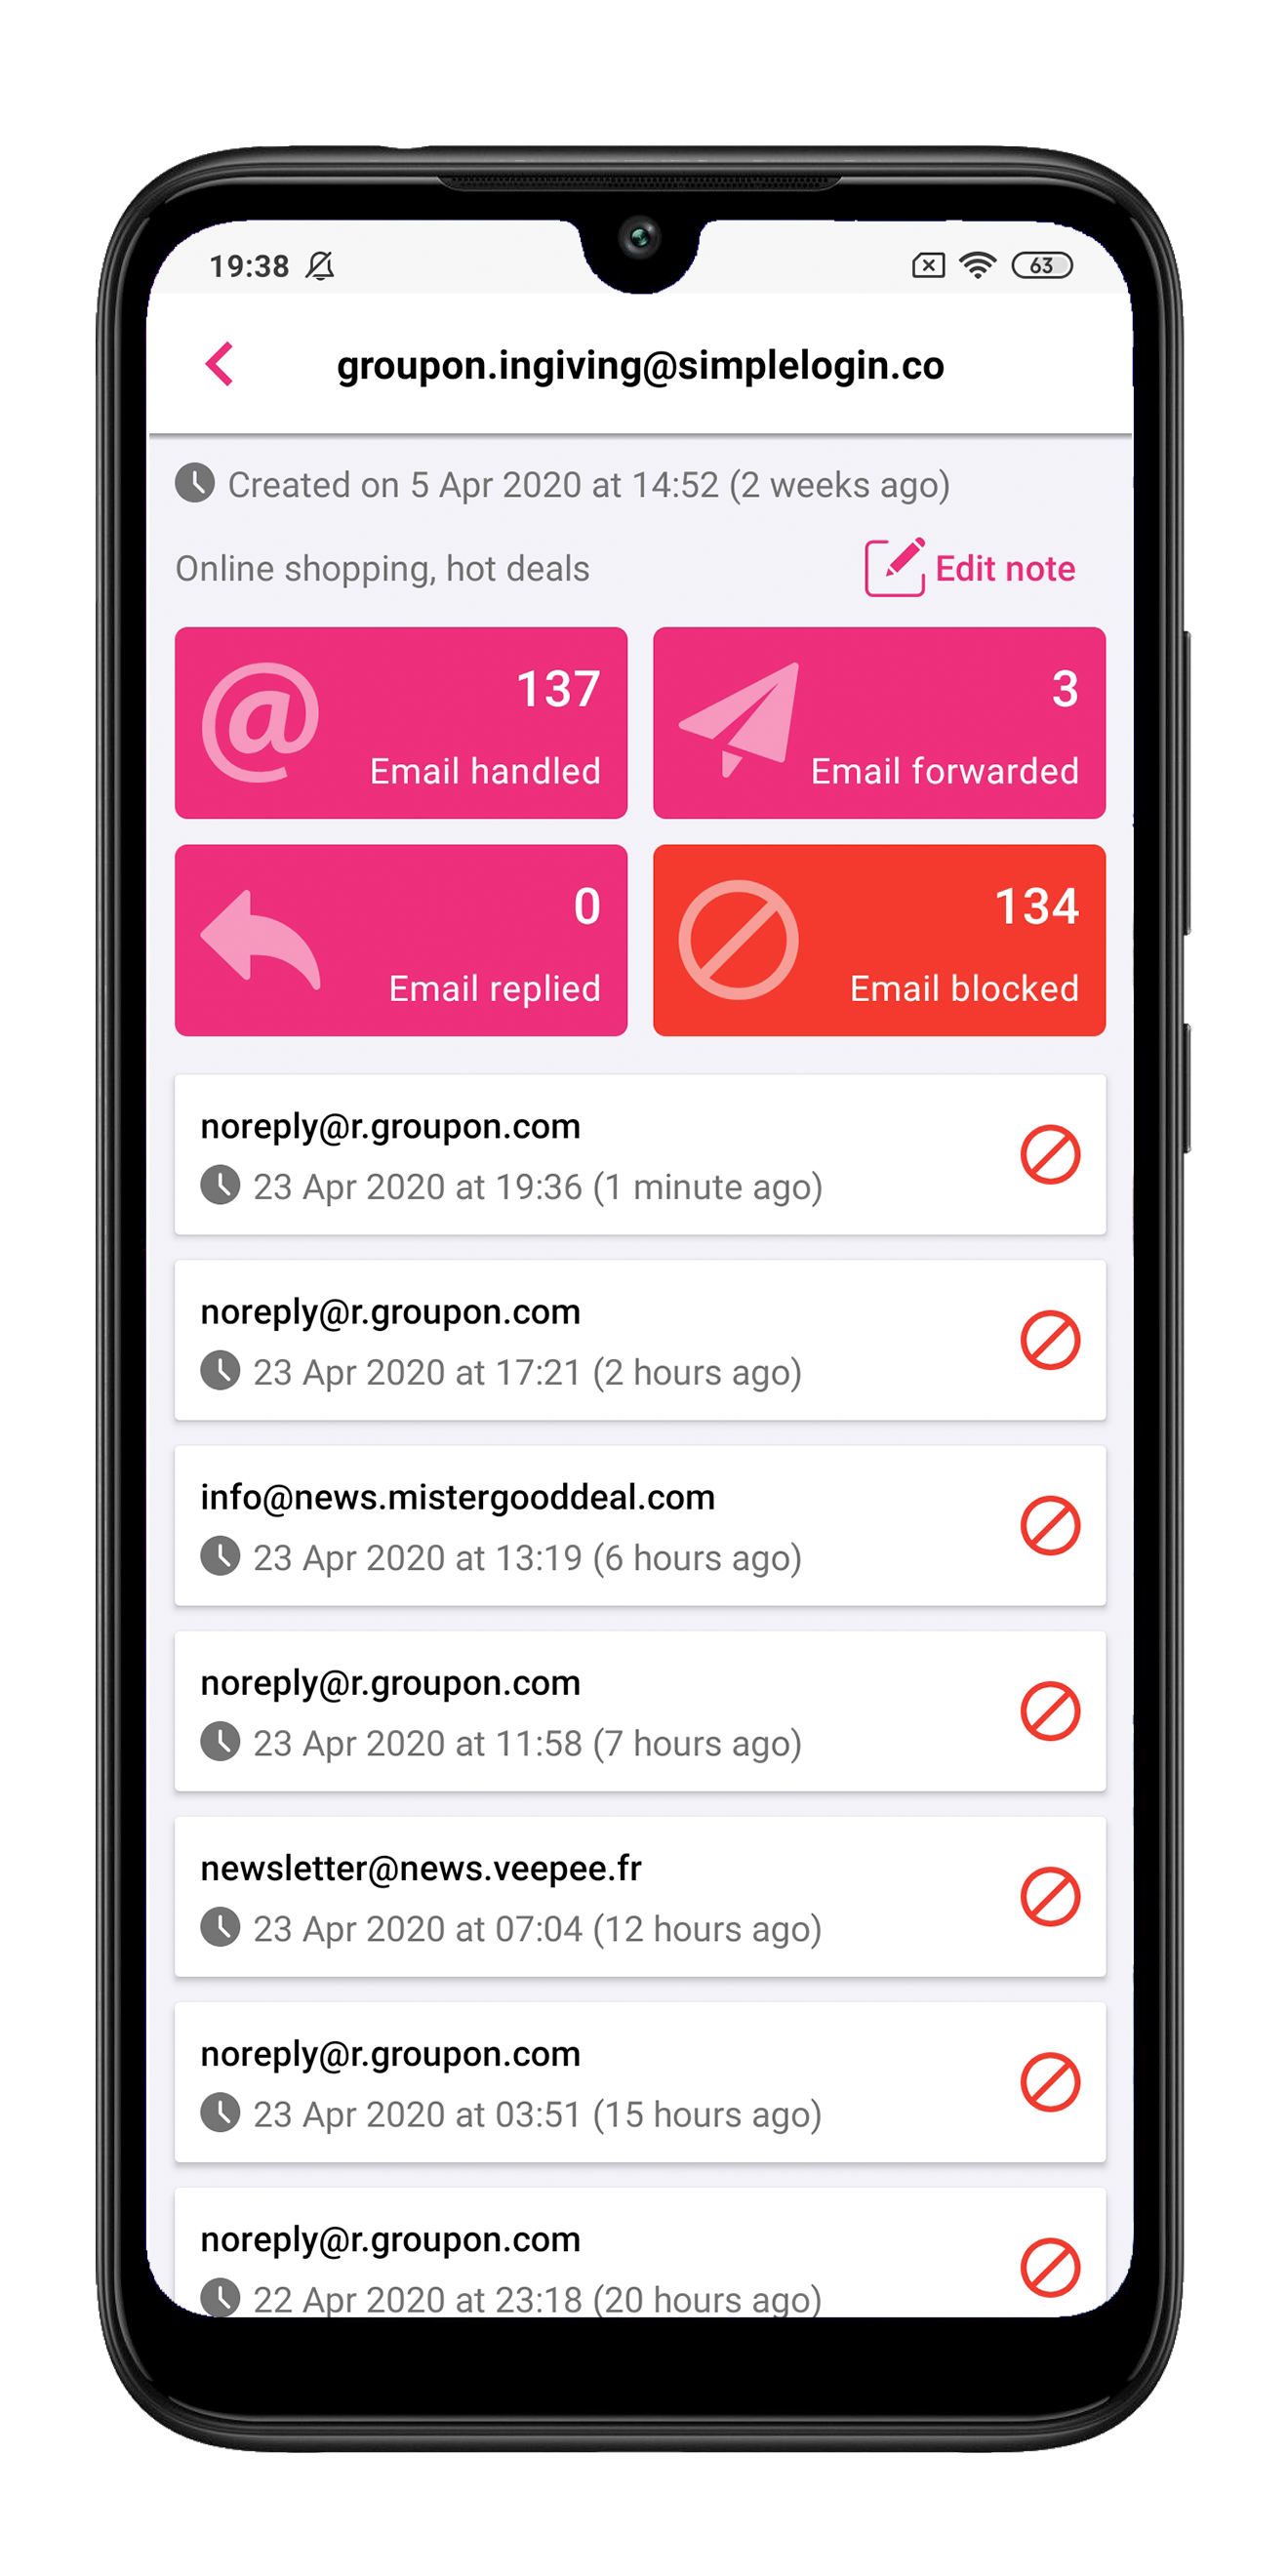 19:38
63
groupon.ingiving@simplelogin.co
Created on 5 Apr 2020 at 14:52 (2 weeks ago)
Online shopping, hot deals
Edit note
137
Email handled
3
Email forwarded
0
Email replied
134
Email blocked
noreply@r.groupon.com
23 Apr 2020 at 19:36 (1 minute ago)
noreply@r.groupon.com
23 Apr 2020 at 17:21 (2 hours ago)
info@news.mistergooddeal.com
23 Apr 2020 at 13:19 (6 hours ago)
noreply@r.groupon.com
23 Apr 2020 at 11:58 (7 hours ago)
newsletter@news.veepee.fr
23 Apr 2020 at 07:04 (12 hours ago)
noreply@r.groupon.com
23 Apr 2020 at 03:51 (15 hours ago)
noreply@r.groupon.com
22 Apr 2020 at 23:18 (20 hours ago)